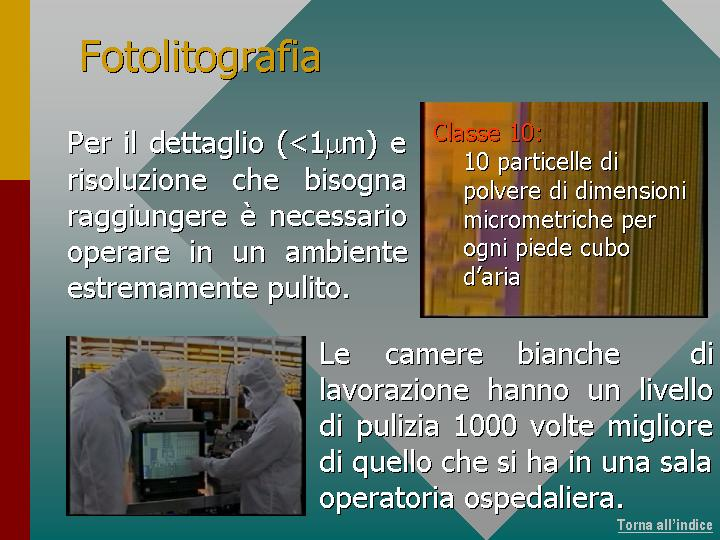 Fotolitografia
Per il dettaglio (<1μm) e
risoluzione che bisogna
raggiungere è necessario
operare in un ambiente
estremamente pulito.
Classe 10:
10 particelle di
polvere di dimensioni
micrometriche per
ogni piede cubo
d’aria
Le camere bianche di
lavorazione hanno un livello
di pulizia 1000 volte migliore
di quello che si ha in una sala
operatoria ospedaliera.
Torna all’indice